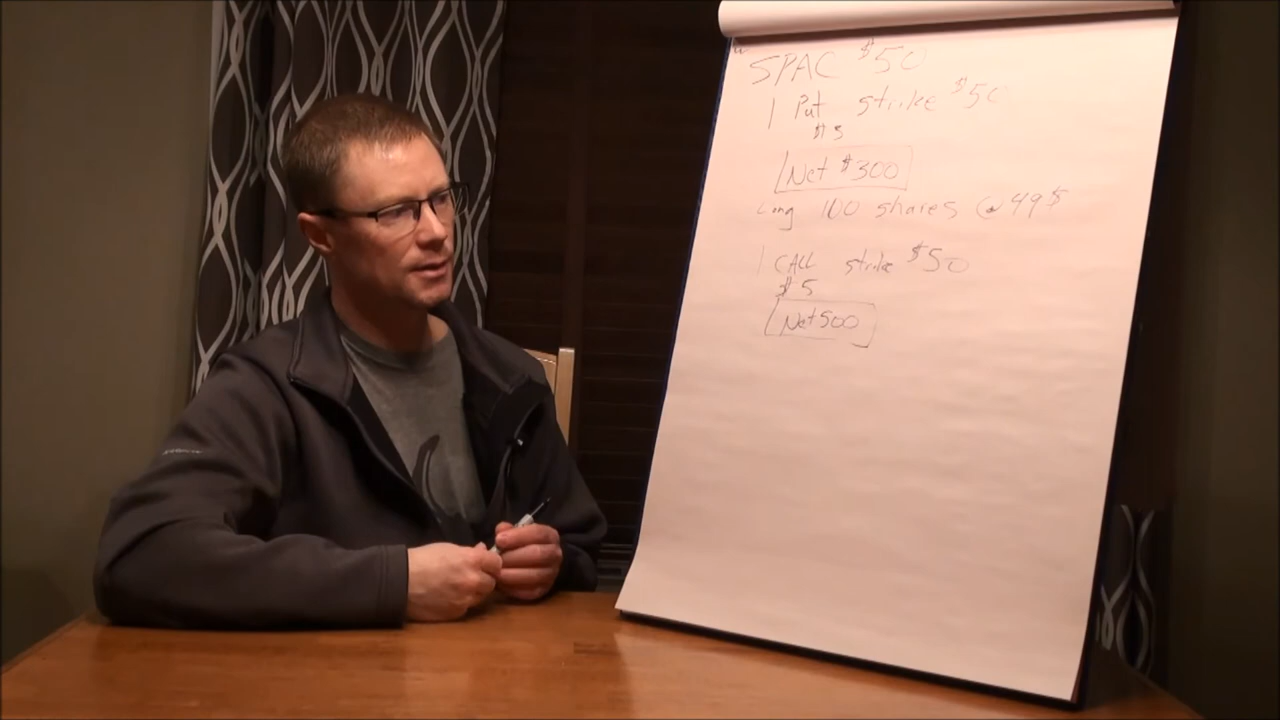 SPAC $50
1 Put strike $50
$3
Net $300
Long 100 shares @ 49$
1 CALL strike $50
$5
Net 500